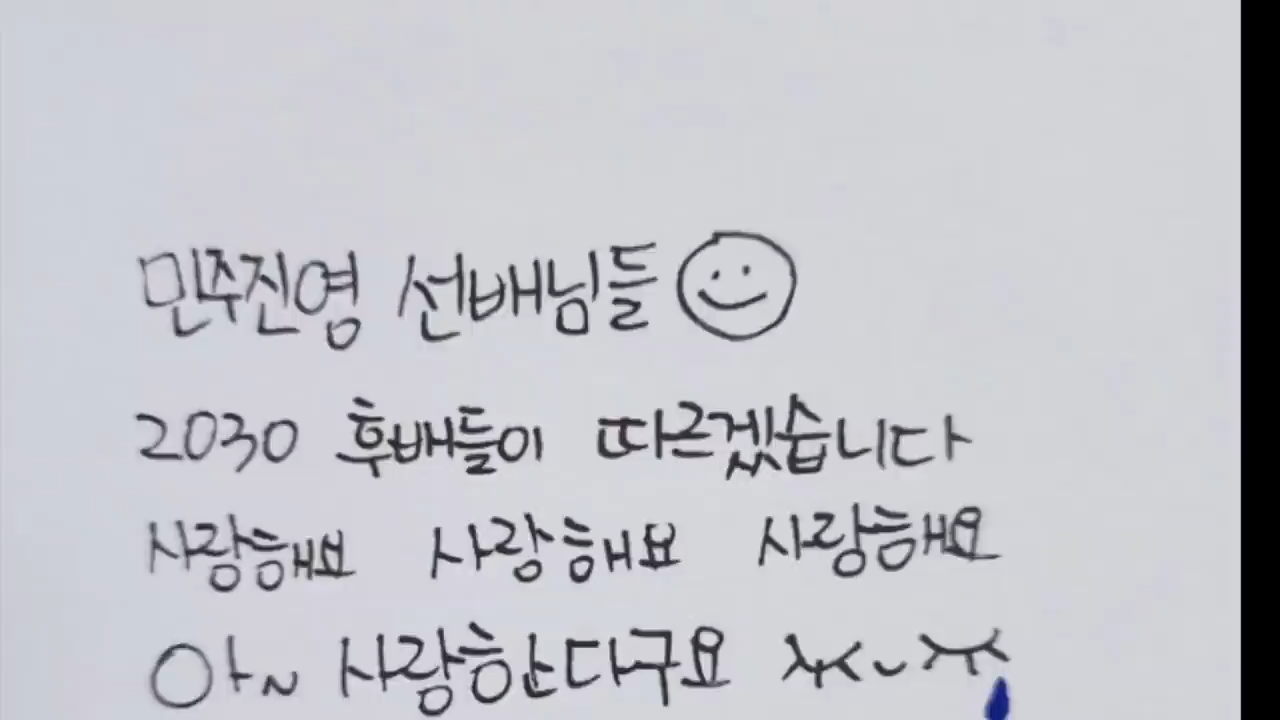 민주진영 선배님들
2030 후배들이 따르겠습니다
사랑해요 사랑해요 사랑해요
아~ 사랑한다구요 ㅊㅊ